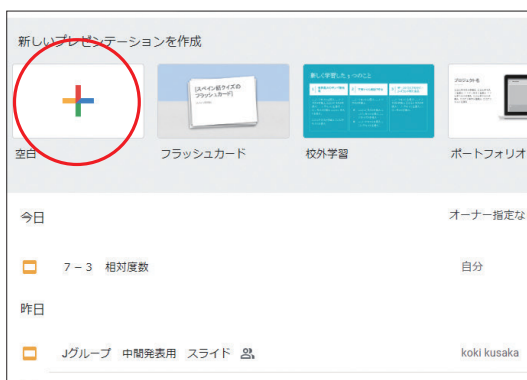 新しいプレゼンテーションを作成
[スペイン語クイズの
フラッシュカード]
新しく学習した 3 つのこと
プロジェクト名
空白
フラッシュカード
校外学習
ポートフォリオ
今日
オーナー指定な
7－3　相対度数
自分
昨日
Jグループ　中間発表用　スライド
koki kusaka